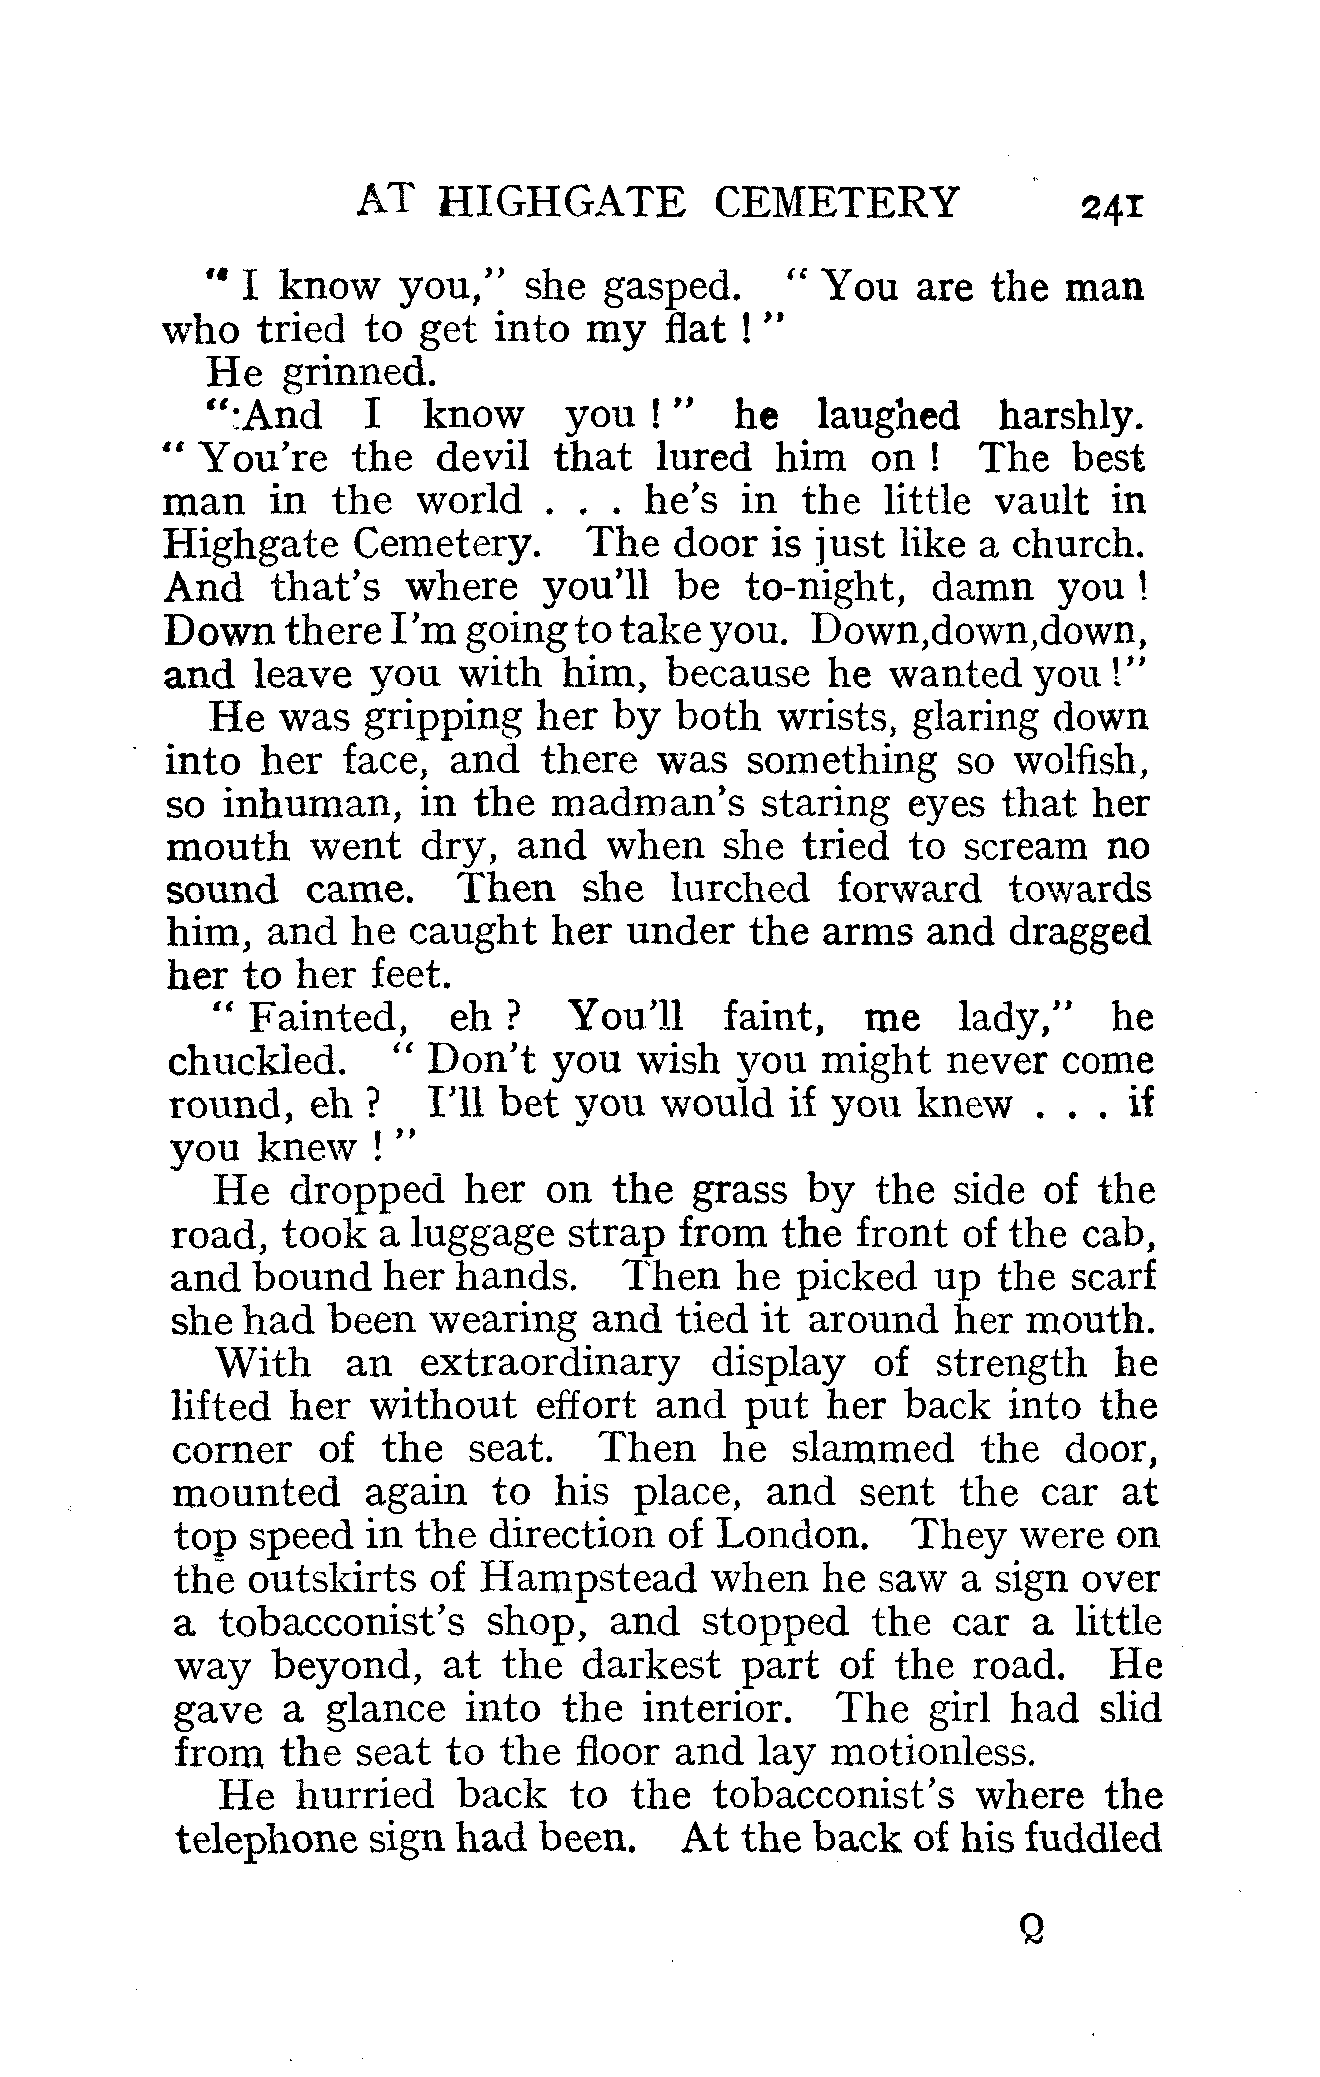 AT HIGHGATE CEMETERY 241
" I know you," she gasped. " You are the man
who tried to get into my flat ! "
He grinned.
" And I know you ! " he laughed harshly.
" You're the devil that lured him on ! The best
man in the world . . . he's in the little vault in
Highgate Cemetery. The door is just like a church.
And that's where you'll be to-night, damn you !
Down there I'm going to take you. Down, down, down,
and leave you with him, because he wanted you !"
He was gripping her by both wrists, glaring down
into her face, and there was something so wolfish,
so inhuman, in the madman's staring eyes that her
mouth went dry, and when she tried to scream no
sound came. Then she lurched forward towards
him, and he caught her under the arms and dragged
her to her feet.
" Fainted, eh ? You'll faint, me lady," he
chuckled. " Don't you wish you might never come
round, eh ? I'll bet you would if you knew . . . if
you knew ! "
He dropped her on the grass by the side of the
road, took a luggage strap from the front of the cab,
and bound her hands. Then he picked up the scarf
she had been wearing and tied it around her mouth.
With an extraordinary display of strength he
lifted her without effort and put her back into the
corner of the seat. Then he slammed the door,
mounted again to his place, and sent the car at
top speed in the direction of London. They were on
the outskirts of Hampstead when he saw a sign over
a tobacconist's shop, and stopped the car a little
way beyond, at the darkest part of the road. He
gave a glance into the interior. The girl had slid
from the seat to the floor and lay motionless.
He hurried back to the tobacconist's where the
telephone sign had been. At the back of his fuddled
Q